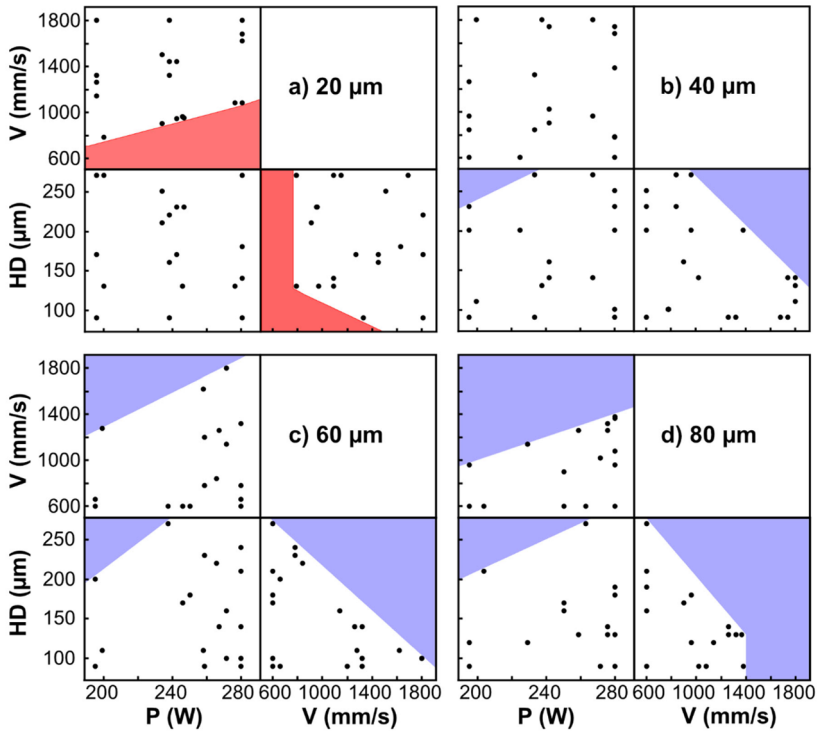 1800
1400
1000
600
V (mm/s)
a) 20 µm
b) 40 µm
250
200
150
100
HD (µm)
1800
1400
1000
600
V (mm/s)
c) 60 µm
d) 80 µm
250
200
150
100
HD (µm)
200 240 280 600 1000 1400 1800 200 240 280 600 1000 1400 1800
P (W) V (mm/s) P (W) V (mm/s)